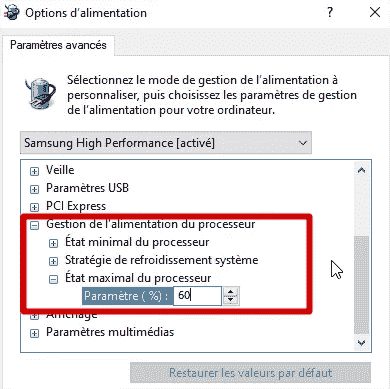 Options d'alimentation
? ×
Paramètres avancés
Sélectionnez le mode de gestion de l'alimentation à
personnaliser, puis choisissez les paramètres de gestion
de l'alimentation pour votre ordinateur.
Samsung High Performance [activé]
Veille
Paramètres USB
PCI Express
Gestion de l'alimentation du processeur
État minimal du processeur
Stratégie de refroidissement système
État maximal du processeur
Paramètre ( %) : 60
Affichage
Paramètres multimédias
Restaurer les valeurs par défaut